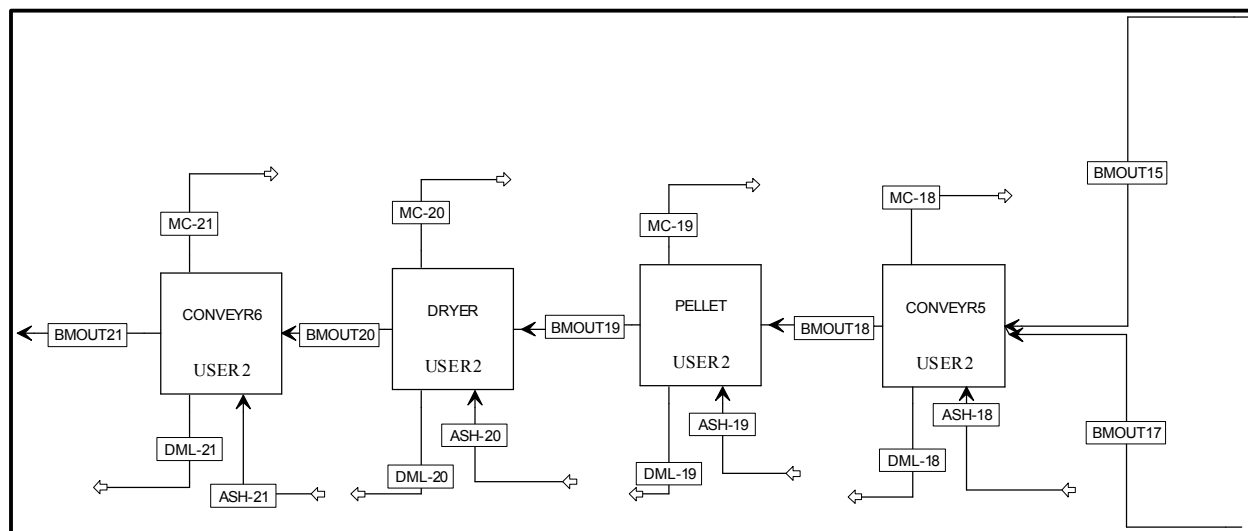 BMOUT15
MC-21
MC-20
MC-19
MC-18
CONVEYR6
USER2
DRYER
USER2
PELLET
USER2
CONVEYR5
USER2
BMOUT21
BMOUT20
BMOUT19
BMOUT18
DML-21
ASH-21
DML-20
ASH-20
DML-19
ASH-19
DML-18
ASH-18
BMOUT17